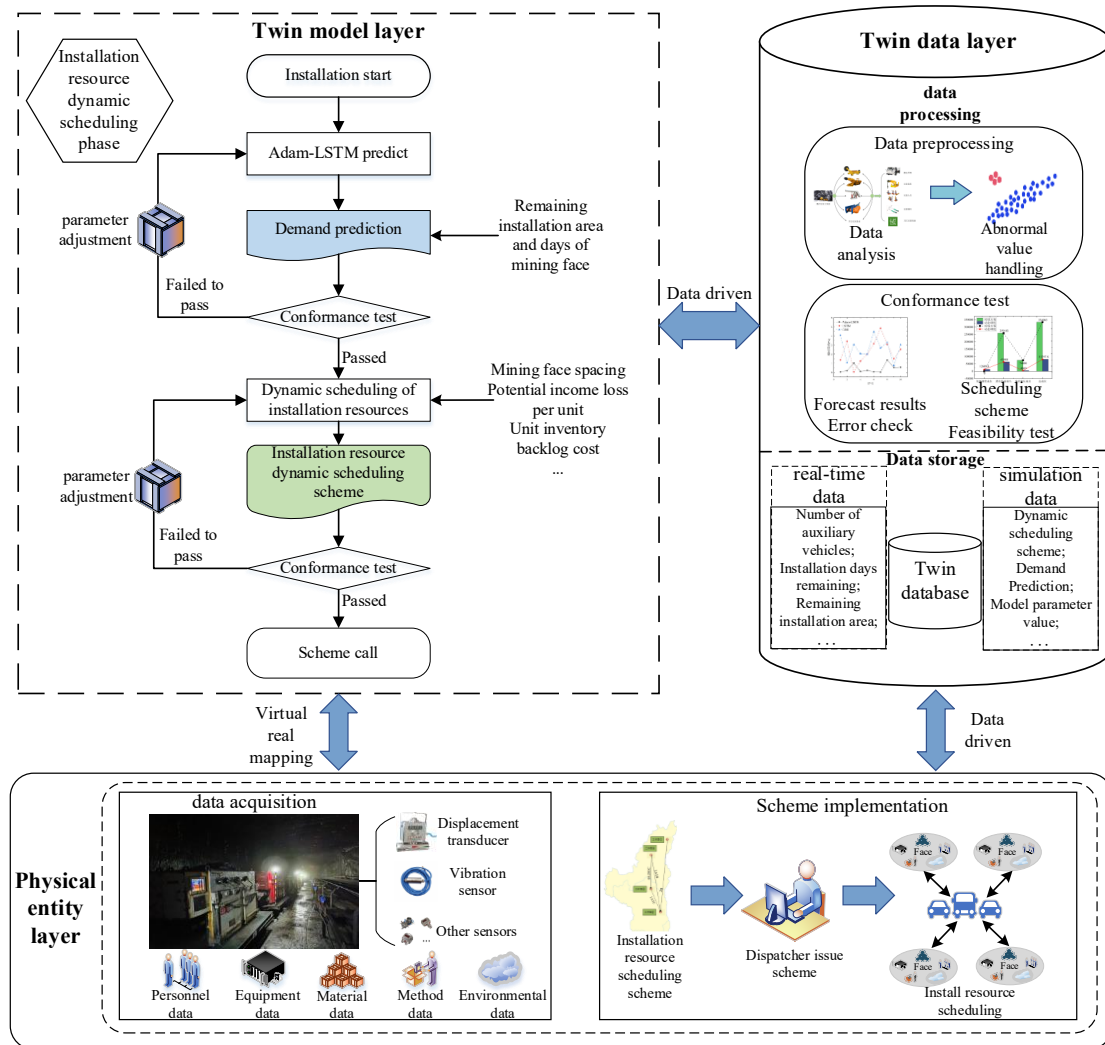 Twin model layer
Installation
resource
dynamic
scheduling
phase
Installation start
Adam-LSTM predict
parameter
adjustment
Demand prediction
Remaining
installation area
and days of
mining face
Failed to
pass
Conformance test
Passed
Dynamic scheduling of
installation resources
Mining face spacing
Potential income loss
per unit
Unit inventory
backlog cost
...
parameter
adjustment
Installation resource
dynamic scheduling
scheme
Failed to
pass
Conformance test
Passed
Scheme call
Data driven
Twin data layer
data
processing
Data preprocessing
Data
analysis
Abnormal
value
handling
Conformance test
Forecast results
Error check
Scheduling
scheme
Feasibility test
Data storage
real-time
data
Number of
auxiliary
vehicles;
Installation days
remaining;
Remaining
installation area;
. . .
Twin
database
simulation
data
Dynamic
scheduling
scheme;
Demand
Prediction;
Model parameter
value;
. . .
Virtual
real
mapping
Data
driven
Physical
entity
layer
data acquisition
Displacement
transducer
Vibration
sensor
...
Other sensors
Personnel
data
Equipment
data
Material
data
Method
data
Environmental
data
Scheme implementation
Installation
resource
scheduling
scheme
Dispatcher issue
scheme
Face
Face
Face
Face
Install resource
scheduling